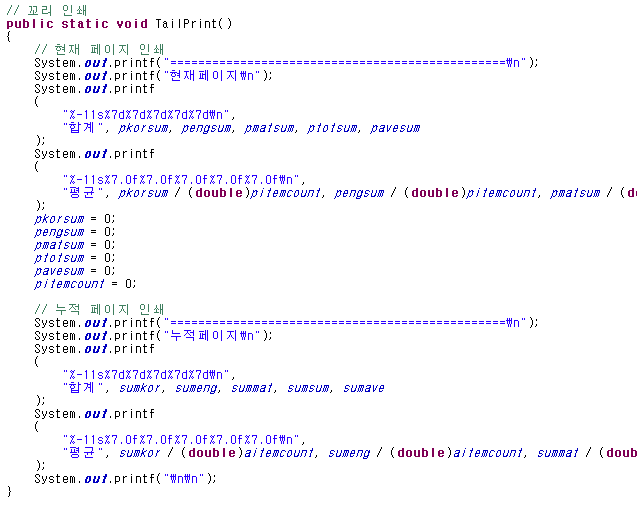 // 꼬리 인쇄
public static void TailPrint()
{
    // 현재 페이지 인쇄
    System.out.printf("================================================₩n");
    System.out.printf("현재페이지₩n");
    System.out.printf
    (
        "%-11s%7d%7d%7d%7d%7d₩n",
        "합계", pkorsum, pengsum, pmatsum, ptotsum, pavesum
    );
    System.out.printf
    (
        "%-11s%7.0f%7.0f%7.0f%7.0f%7.0f₩n",
        "평균", pkorsum / (double)pitemcount, pengsum / (double)pitemcount, pmatsum / (do
    );
    pkorsum = 0;
    pengsum = 0;
    pmatsum = 0;
    ptotsum = 0;
    pavesum = 0;
    pitemcount = 0;

    // 누적 페이지 인쇄
    System.out.printf("================================================₩n");
    System.out.printf("누적페이지₩n");
    System.out.printf
    (
        "%-11s%7d%7d%7d%7d%7d₩n",
        "합계", sumkor, sumeng, summat, sumsum, sumave
    );
    System.out.printf
    (
        "%-11s%7.0f%7.0f%7.0f%7.0f%7.0f₩n",
        "평균", sumkor / (double)aitemcount, sumeng / (double)aitemcount, summat / (doub
    );
    System.out.printf("₩n₩n");
}